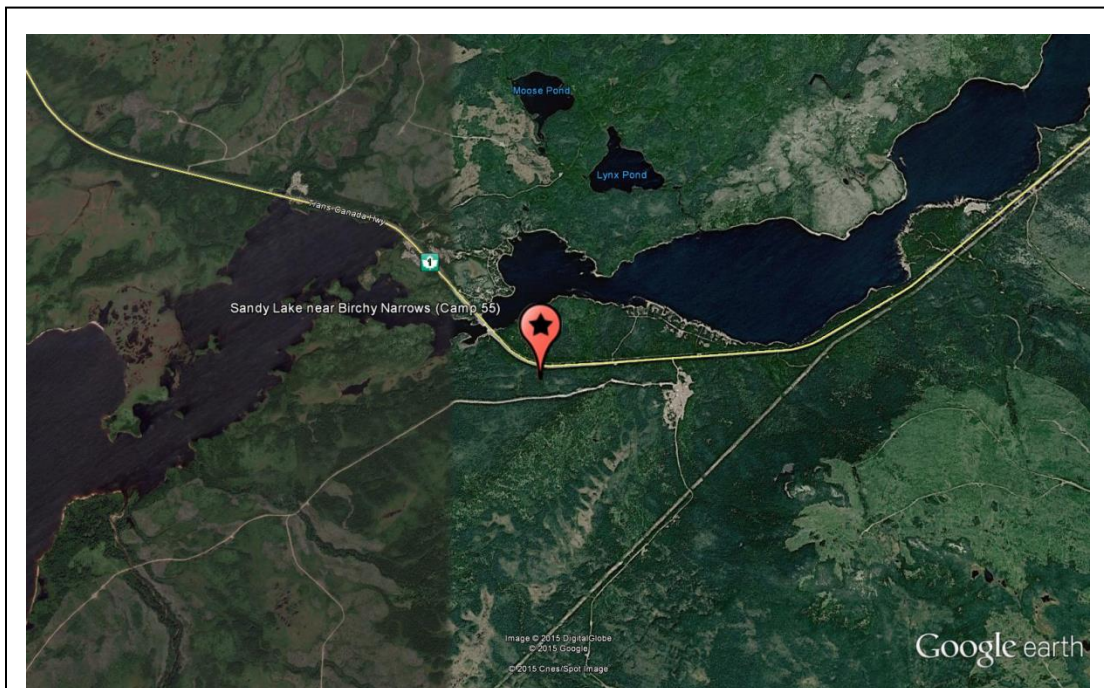 Moose Pond
Lynx Pond
Trans-Canada Hwy
1
Sandy Lake near Birchy Narrows (Camp 55)
Image © 2015 DigitalGlobe
© 2015 Google
© 2015 Cnes/Spot Image
Google earth